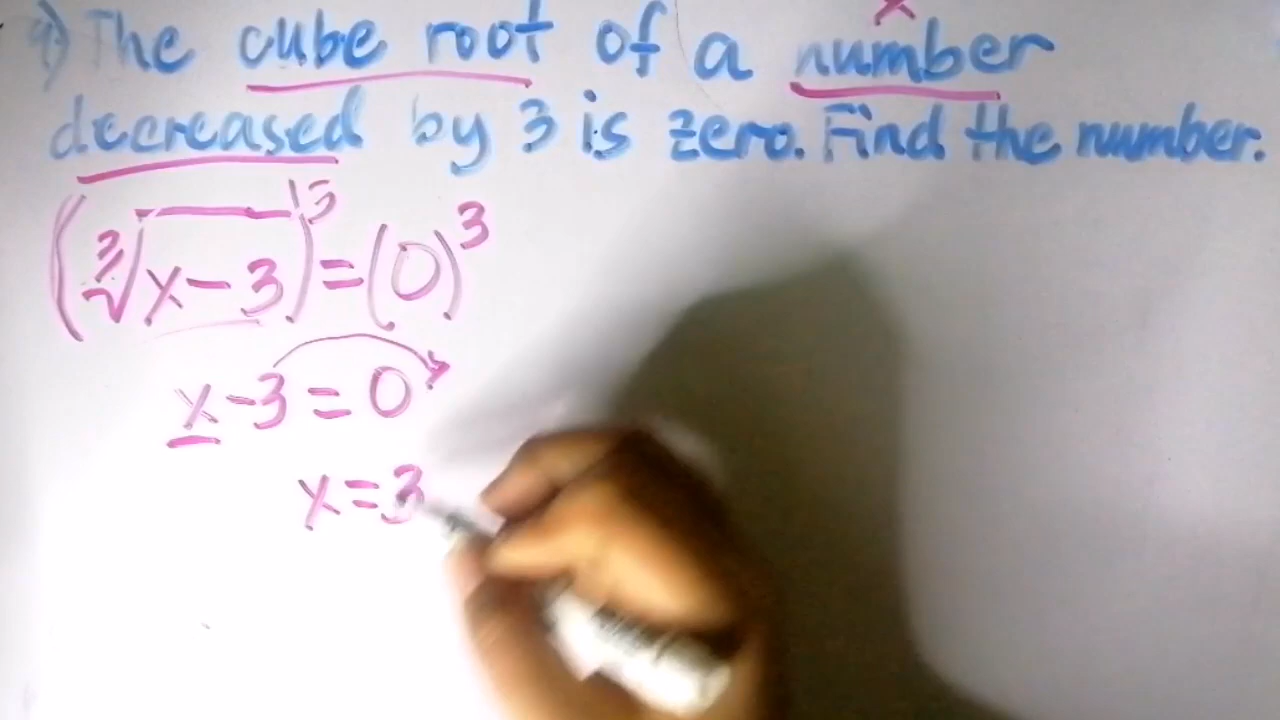 x
9) The cube root of a number
decreased by 3 is zero. Find the number.
(∛(x-3))³ = (0)³
x-3 = 0
x = 3